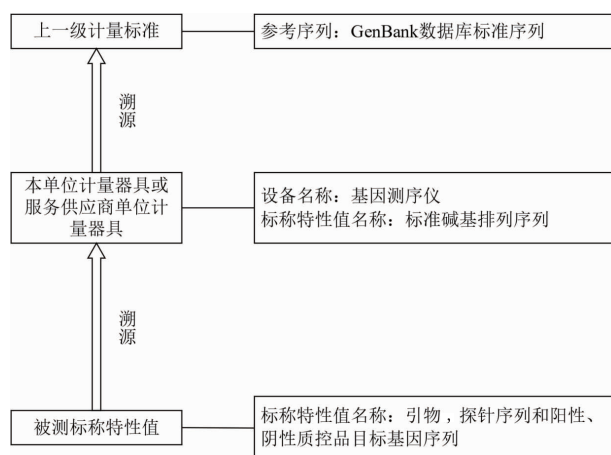 上一级计量标准
参考序列：GenBank数据库标准序列
溯
源
本单位计量器具或
服务供应商单位计
量器具
设备名称：基因测序仪
标称特性值名称：标准碱基排列序列
溯
源
被测标称特性值
标称特性值名称：引物，探针序列和阳性、
阴性质控品目标基因序列